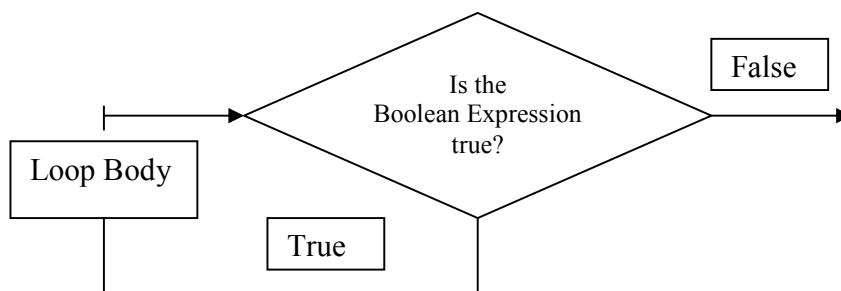 False
Is the
Boolean Expression
true?
Loop Body
True